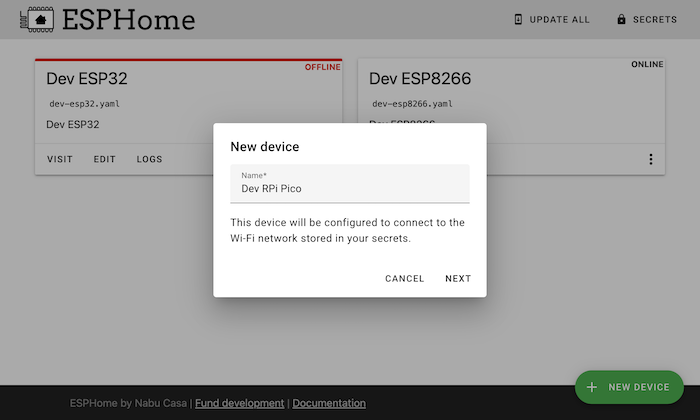 ESPHome
UPDATE ALL
SECRETS
OFFLINE
Dev ESP32
dev-esp32.yaml
Dev ESP32
VISIT EDIT LOGS
ONLINE
Dev ESP8266
dev-esp8266.yaml
Dev ESP8266
New device
Name*
Dev RPi Pico
This device will be configured to connect to the
Wi-Fi network stored in your secrets.
CANCEL NEXT
NEW DEVICE
ESPHome by Nabu Casa | Fund development | Documentation